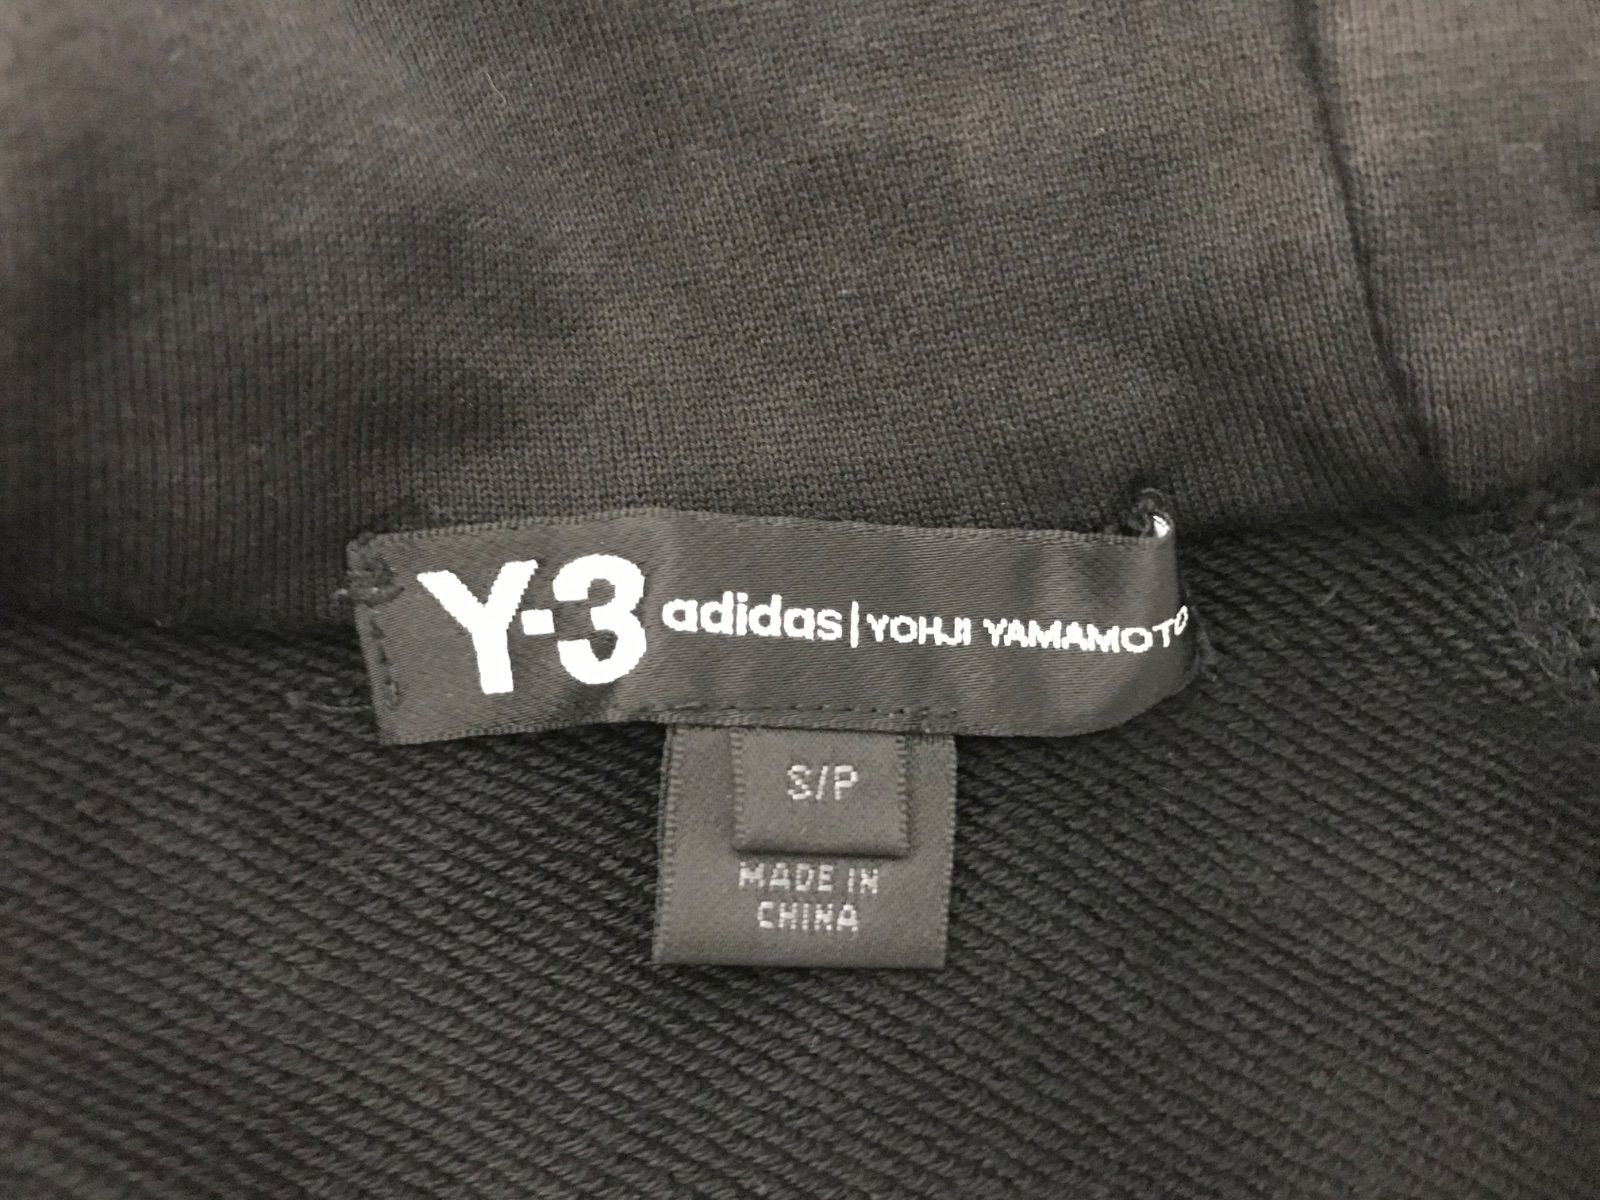 Y-3 adidas | YOHJI YAMAMOTO
S/P
MADE IN
CHINA